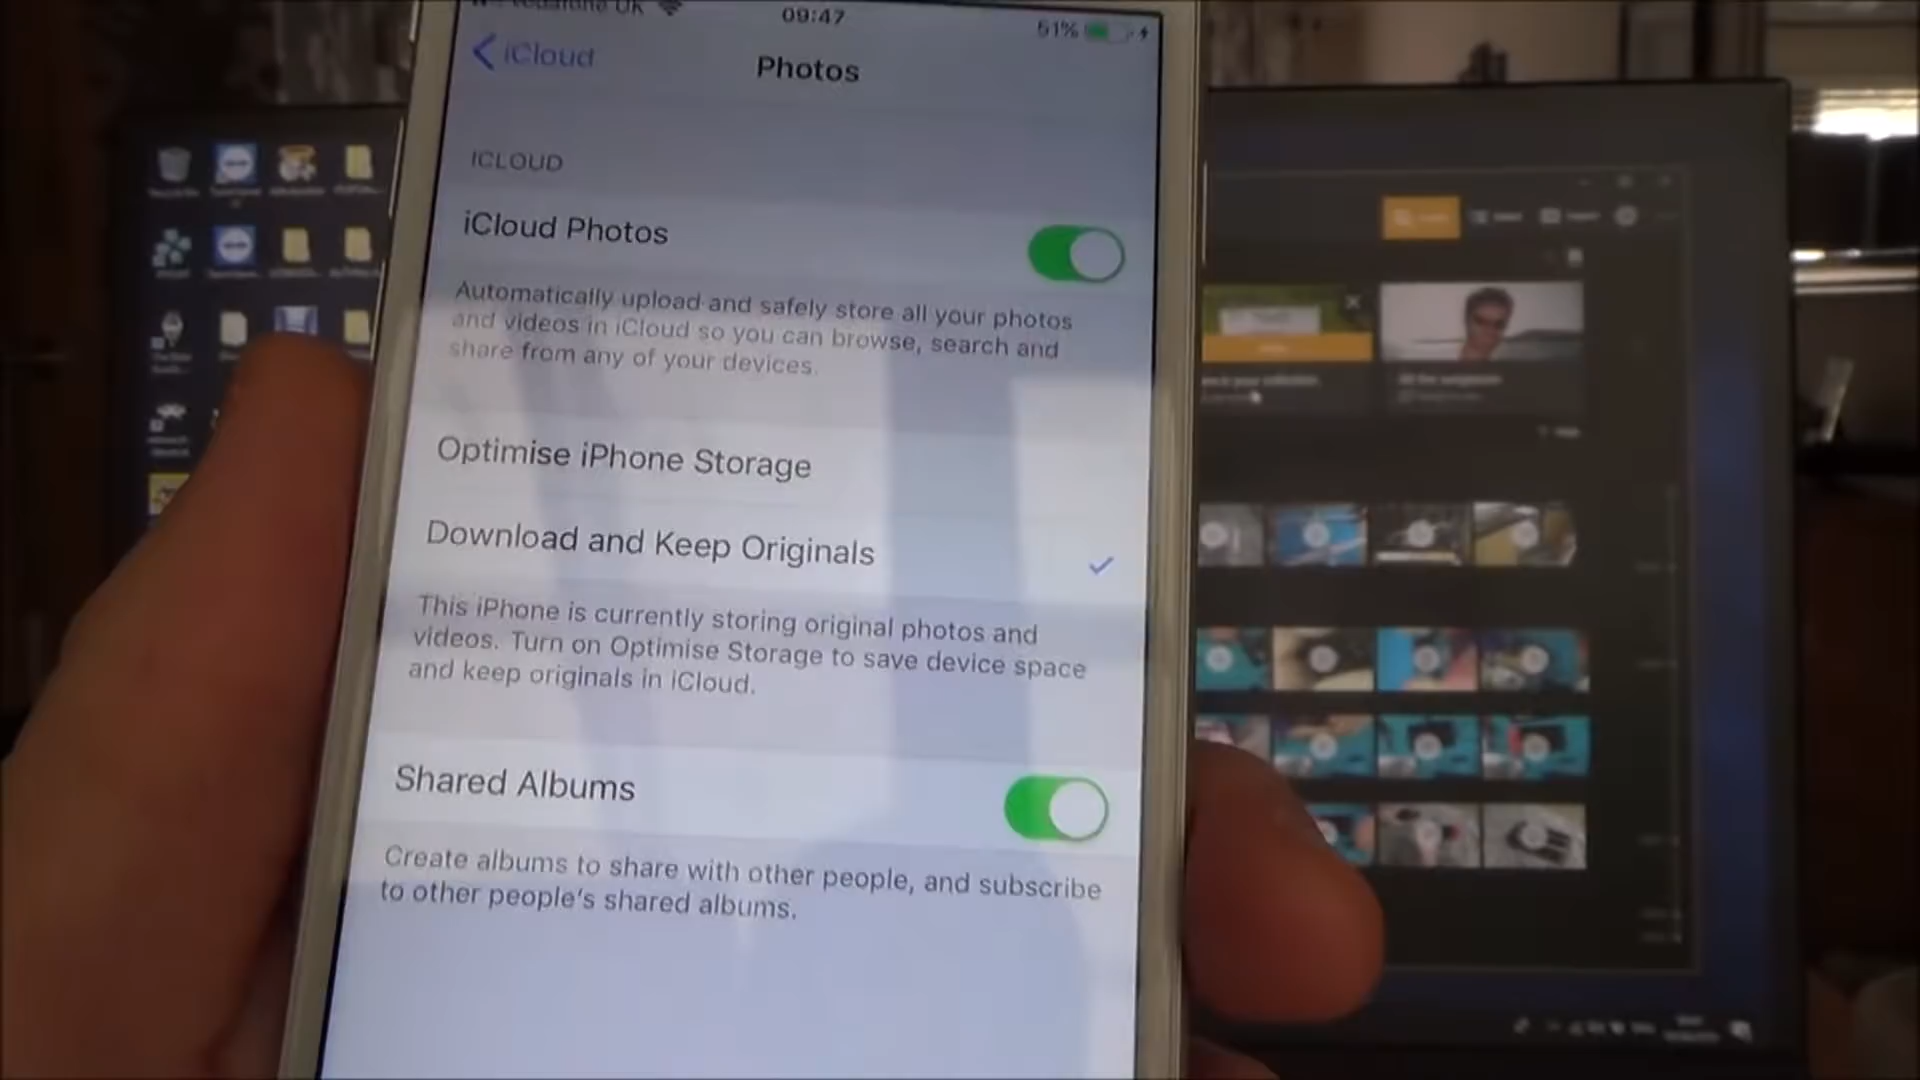 Vodafone UK
09:47
51%
iCloud
Photos
ICLOUD
iCloud Photos
Automatically upload and safely store all your photos
and videos in iCloud so you can browse, search and
share from any of your devices.
Optimise iPhone Storage
Download and Keep Originals
This iPhone is currently storing original photos and
videos. Turn on Optimise Storage to save device space
and keep originals in iCloud.
Shared Albums
Create albums to share with other people, and subscribe
to other people's shared albums.